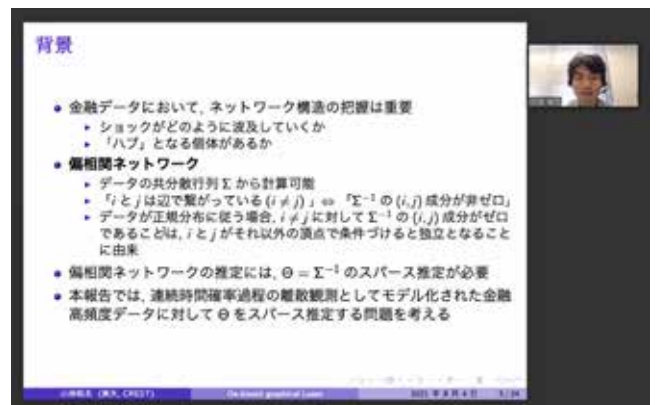 背景
金融データにおいて, ネットワーク構造の把握は重要
ショックがどのように波及していくか
「ハブ」となる個体があるか
偏相関ネットワーク
データの共分散行列 Σ から計算可能
「i と j は辺で繋がっている (i ≠ j) 」⇔ 「Σ⁻¹ の (i, j) 成分が非ゼロ」
データが正規分布に従う場合, i ≠ j に対して Σ⁻¹ の (i, j) 成分がゼロ
であることは, i と j がそれ以外の頂点で条件づけると独立となること
に由来
偏相関ネットワークの推定には, Θ = Σ⁻¹ のスパース推定が必要
本報告では, 連続時間確率過程の離散観測としてモデル化された金融
高頻度データに対して Θ をスパース推定する問題を考える
CREST)
graphical Lasso